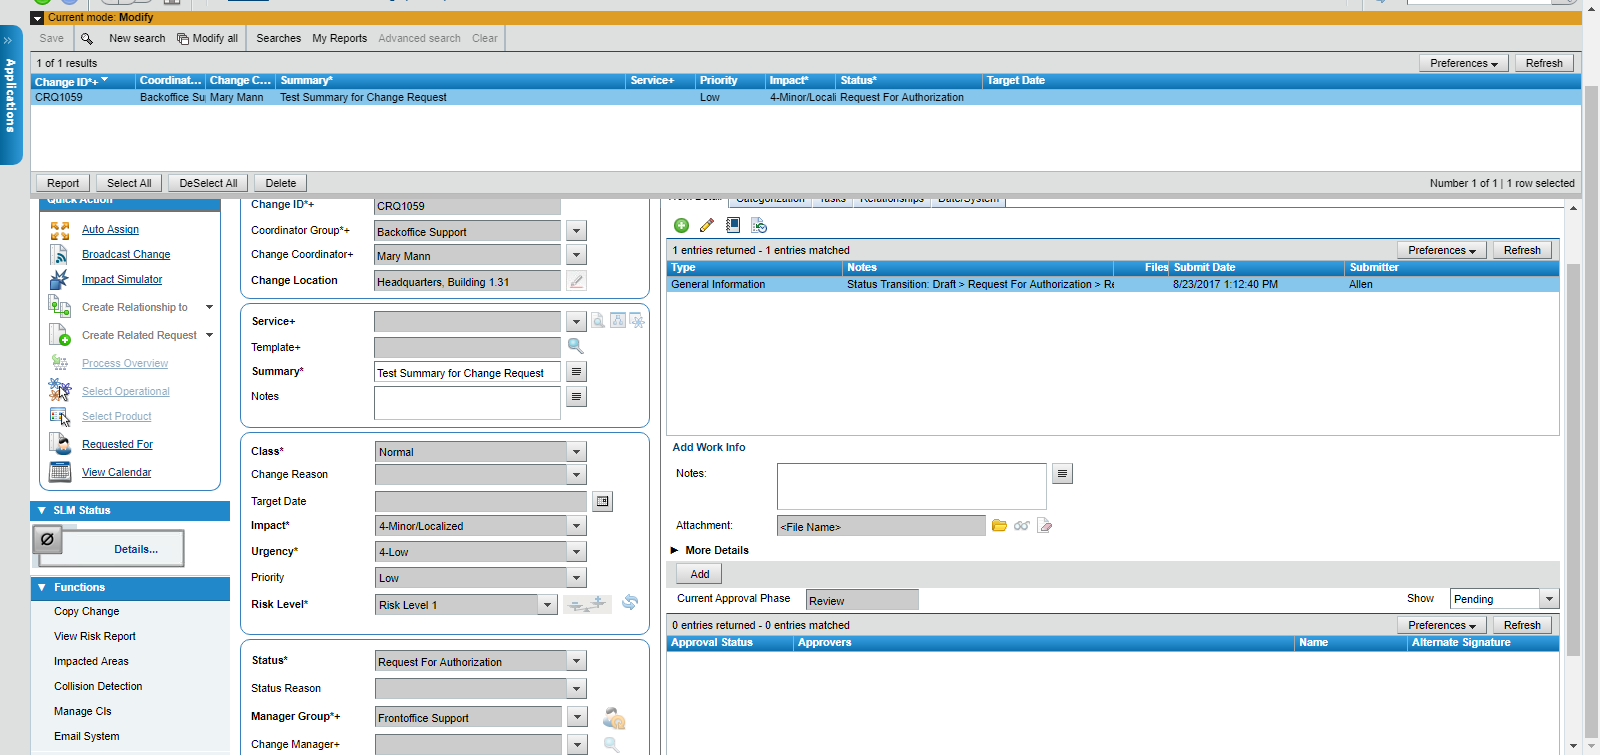 Current mode: Modify
Save New search Modify all Searches My Reports Advanced search Clear
1 of 1 results Preferences Refresh
Change ID*+ Coordinat... Change C... Summary* Service+ Priority Impact* Status* Target Date
CRQ1059 Backoffice Su Mary Mann Test Summary for Change Request Low 4-Minor/Locali Request For Authorization
Applications
Report Select All DeSelect All Delete Number 1 of 1 | 1 row selected
Quick Action
Auto Assign
Broadcast Change
Impact Simulator
Create Relationship to
Create Related Request
Process Overview
Select Operational
Select Product
Requested For
View Calendar
SLM Status
Details...
Functions
Copy Change
View Risk Report
Impacted Areas
Collision Detection
Manage CIs
Email System
Change ID*+ CRQ1059
Coordinator Group*+ Backoffice Support
Change Coordinator+ Mary Mann
Change Location Headquarters, Building 1.31
Service+
Template+
Summary* Test Summary for Change Request
Notes
Class* Normal
Change Reason
Target Date
Impact* 4-Minor/Localized
Urgency* 4-Low
Priority Low
Risk Level* Risk Level 1
Status* Request For Authorization
Status Reason
Manager Group*+ Frontoffice Support
Change Manager+
Categorization Tasks Relationships Date/System
1 entries returned - 1 entries matched Preferences Refresh
Type Notes Files Submit Date Submitter
General Information Status Transition: Draft > Request For Authorization > Re 8/23/2017 1:12:40 PM Allen
Add Work Info
Notes:
Attachment: <File Name>
More Details
Add
Current Approval Phase Review Show Pending
0 entries returned - 0 entries matched Preferences Refresh
Approval Status Approvers Name Alternate Signature